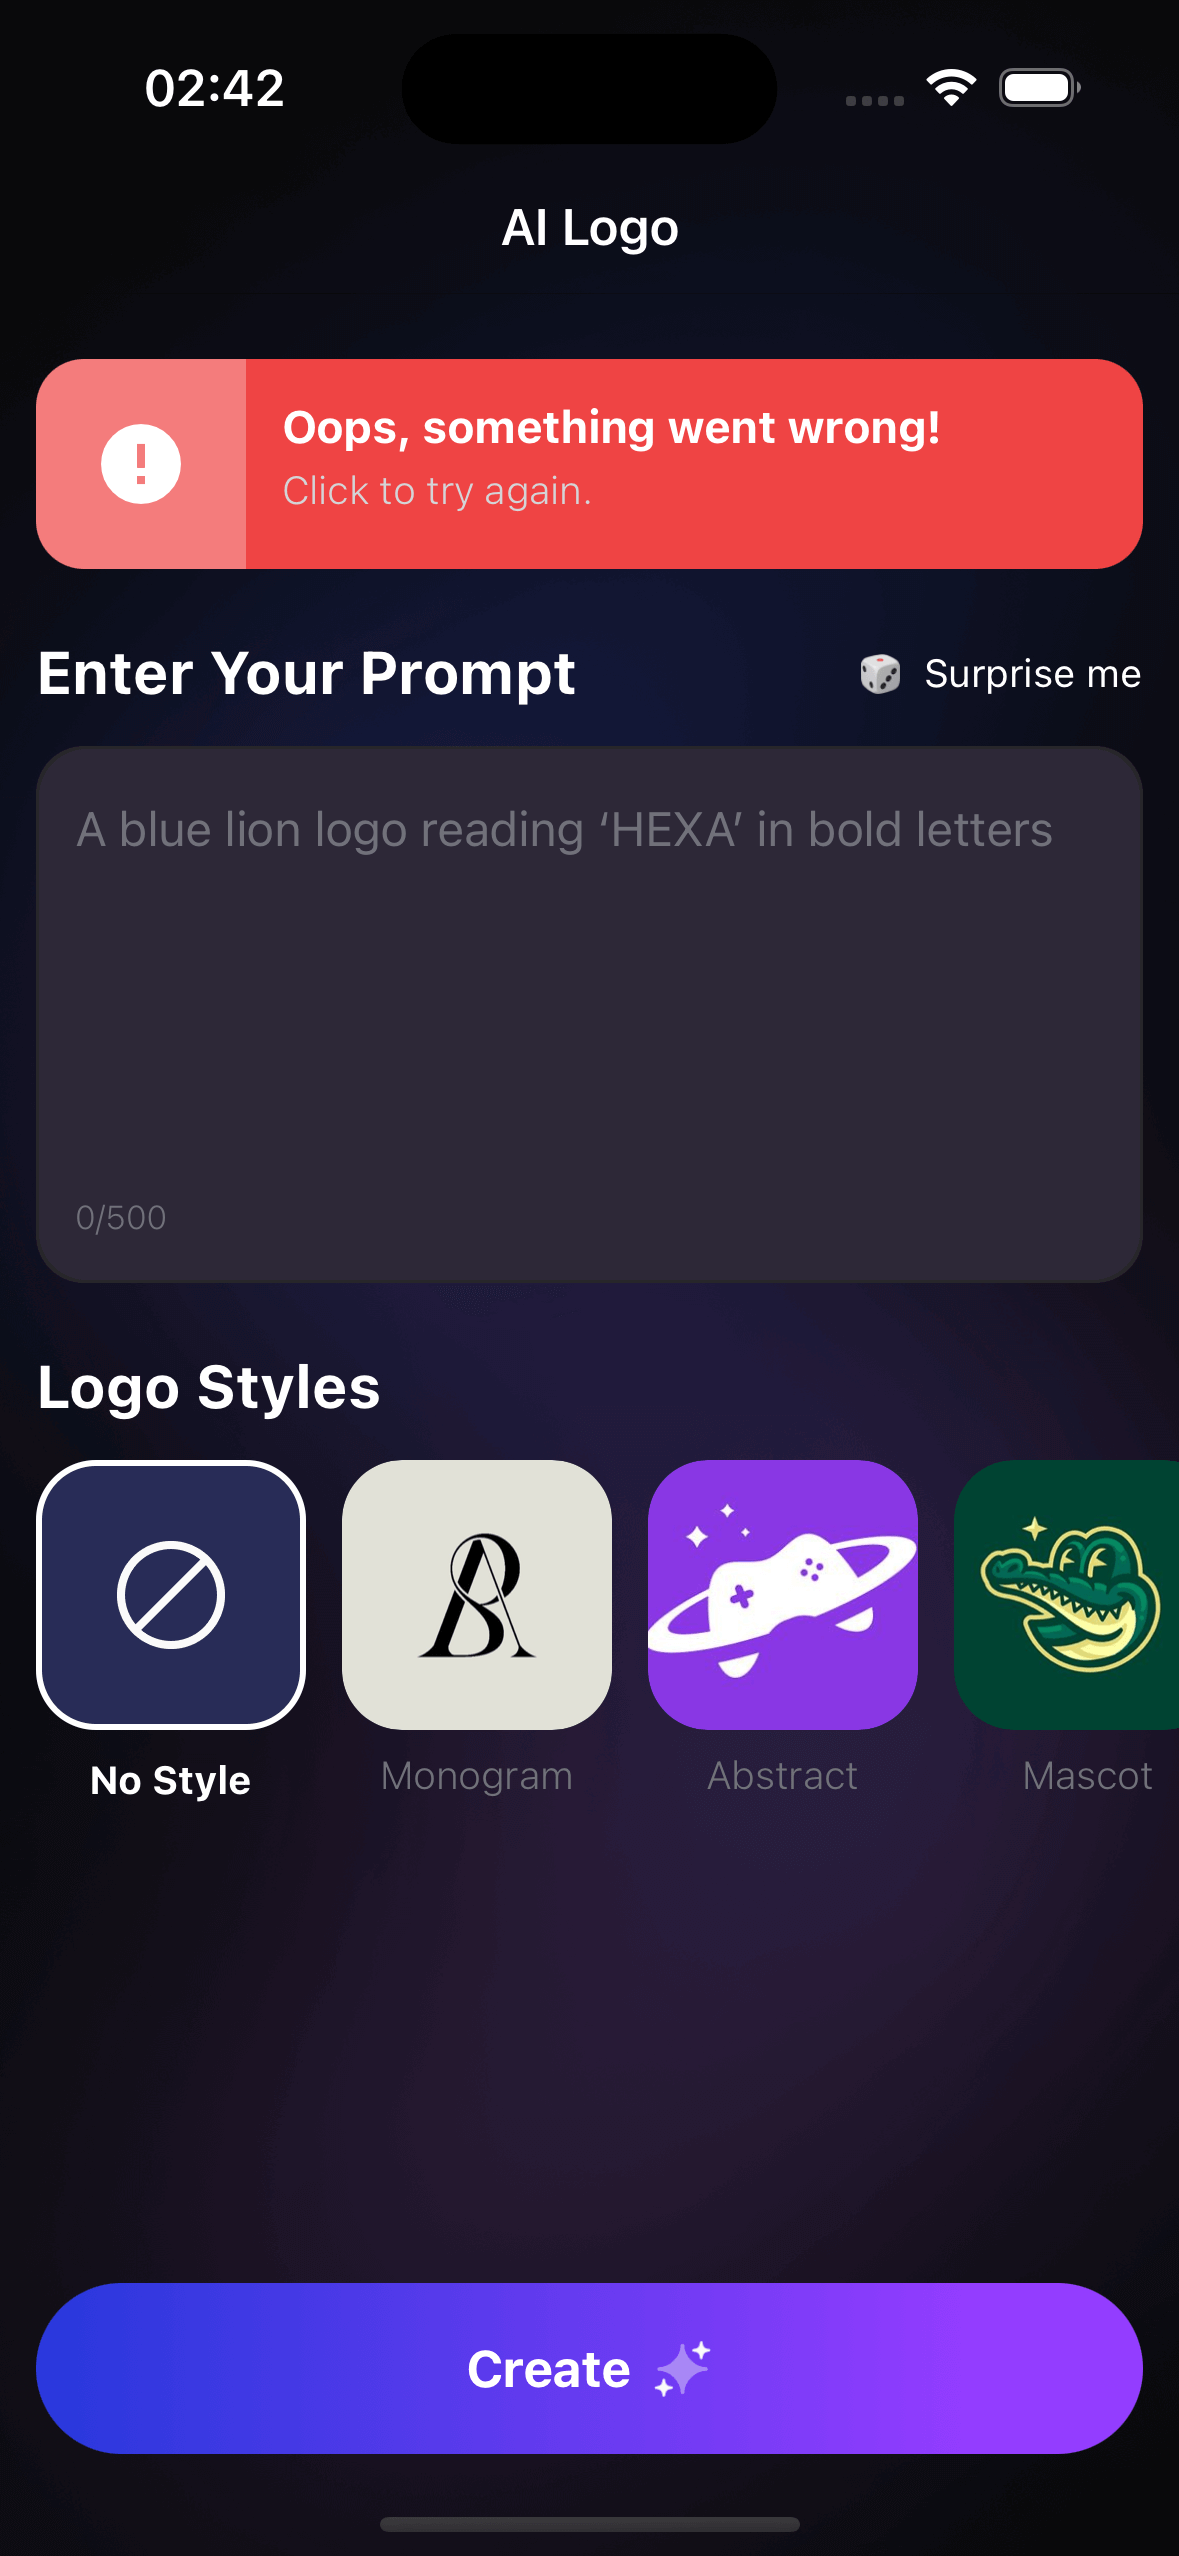 02:42
AI Logo
Oops, something went wrong!
Click to try again.
Enter Your Prompt
Surprise me
A blue lion logo reading ‘HEXA’ in bold letters
0/500
Logo Styles
No Style
Monogram
Abstract
Mascot
Create